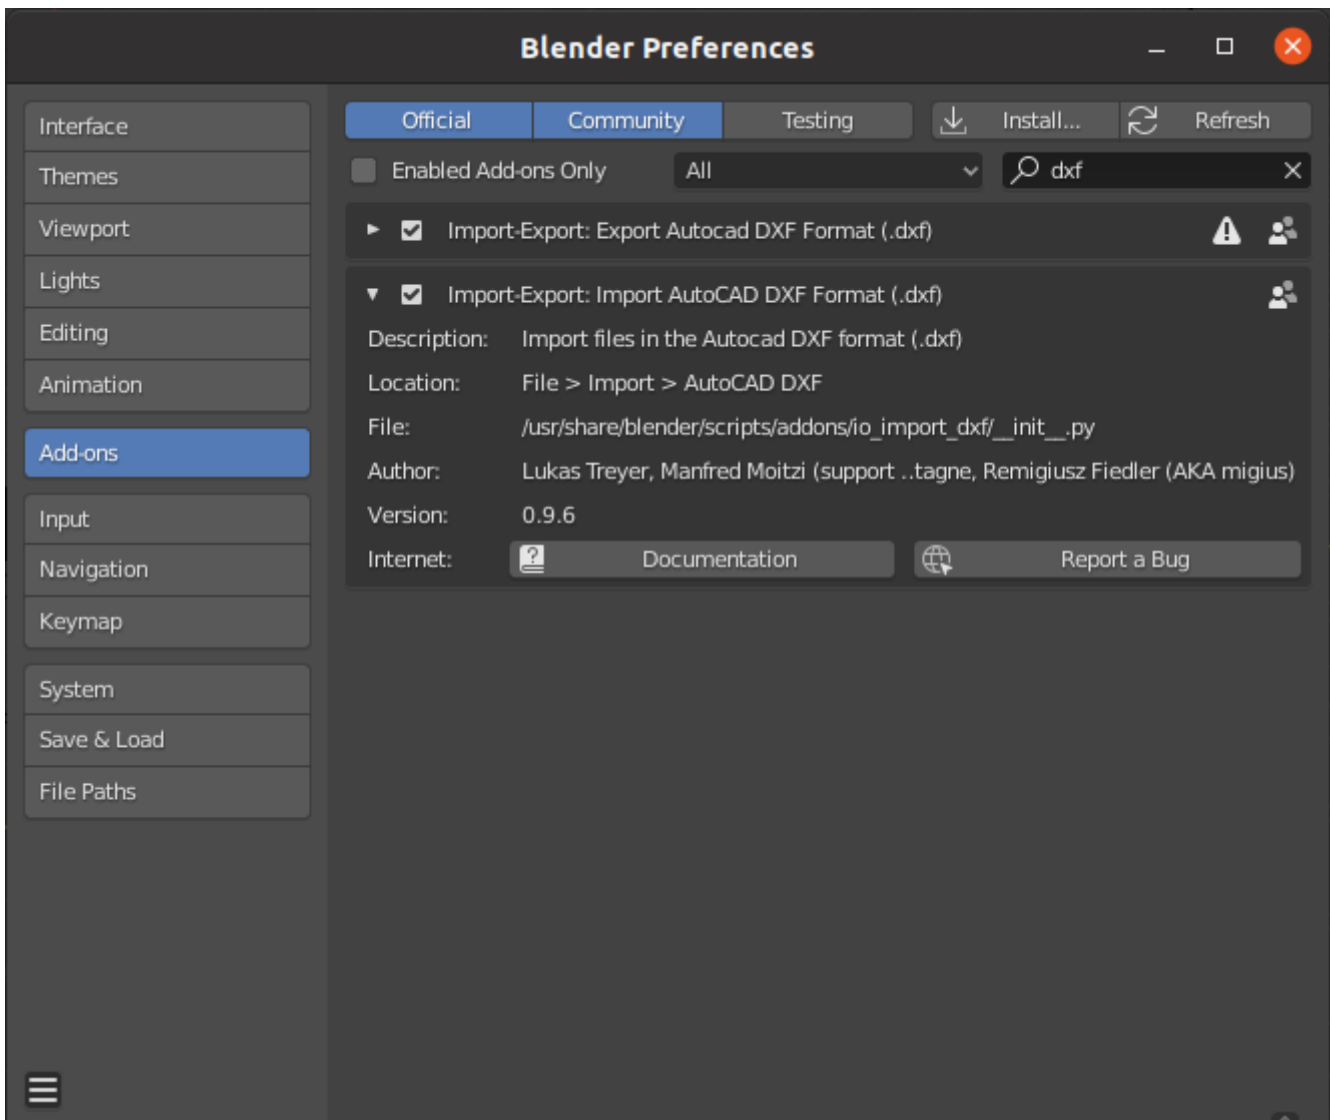 Blender Preferences
Interface
Themes
Viewport
Lights
Editing
Animation
Add-ons
Input
Navigation
Keymap
System
Save & Load
File Paths
Official Community Testing Install... Refresh
Enabled Add-ons Only All dxf
Import-Export: Export Autocad DXF Format (.dxf)
Import-Export: Import AutoCAD DXF Format (.dxf)
Description: Import files in the Autocad DXF format (.dxf)
Location: File > Import > AutoCAD DXF
File: /usr/share/blender/scripts/addons/io_import_dxf/__init__.py
Author: Lukas Treyer, Manfred Moitzi (support ..tagne, Remigiusz Fiedler (AKA migius)
Version: 0.9.6
Internet: Documentation Report a Bug